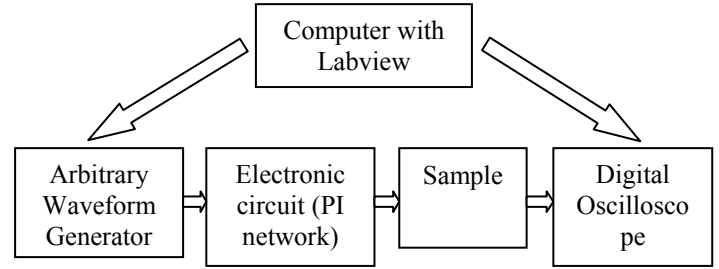 Computer with
Labview
Arbitrary
Waveform
Generator
Electronic
circuit (PI
network)
Sample
Digital
Oscillosco
pe